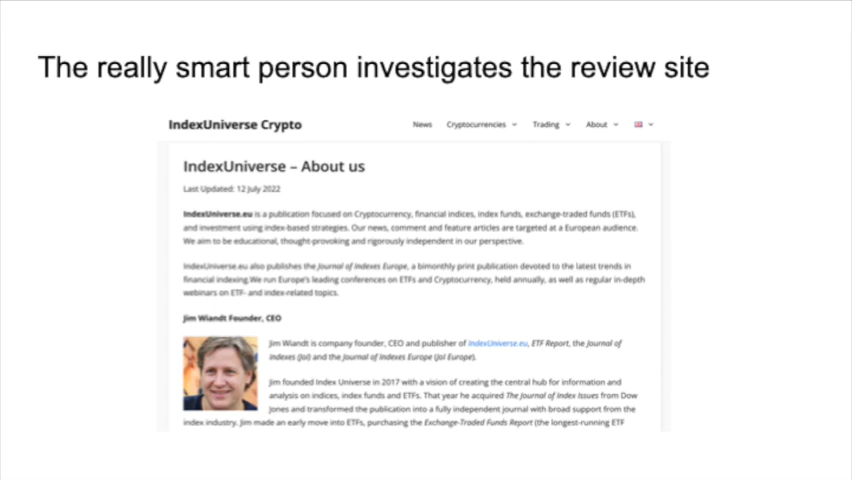 The really smart person investigates the review site
IndexUniverse Crypto
News Cryptocurrencies Trading About
IndexUniverse – About us
Last Updated: 12 July 2022
IndexUniverse.eu is a publication focused on Cryptocurrency, financial indices, index funds, exchange-traded funds (ETFs),
and investment using index-based strategies. Our news, comment and feature articles are targeted at a European audience.
We aim to be educational, thought-provoking and rigorously independent in our perspective.
IndexUniverse.eu also publishes the Journal of Indexes Europe, a bimonthly print publication devoted to the latest trends in
financial indexing.We run Europe's leading conferences on ETFs and Cryptocurrency, held annually, as well as regular in-depth
webinars on ETF- and index-related topics.
Jim Wiandt Founder, CEO
Jim Wiandt is company founder, CEO and publisher of IndexUniverse.eu, ETF Report, the Journal of
Indexes (JoI) and the Journal of Indexes Europe (JoI Europe).
Jim founded Index Universe in 2017 with a vision of creating the central hub for information and
analysis on indices, index funds and ETFs. That year he acquired The Journal of Index Issues from Dow
Jones and transformed the publication into a fully independent journal with broad support from the
index industry. Jim made an early move into ETFs, purchasing the Exchange-Traded Funds Report (the longest-running ETF